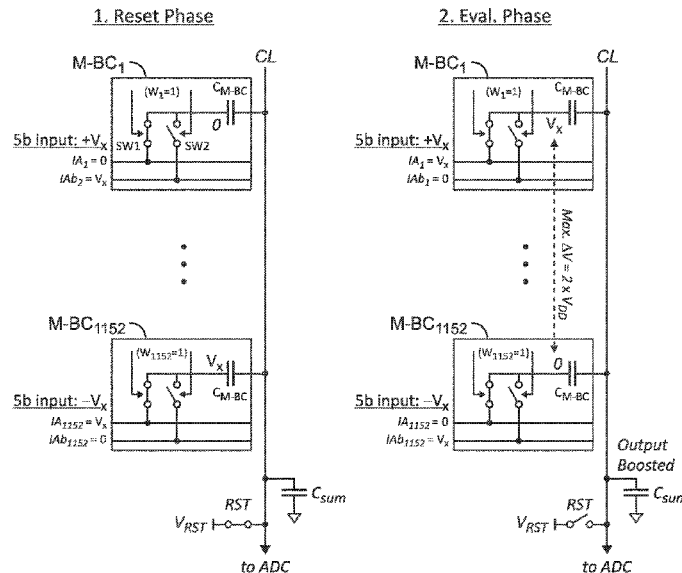 1. Reset Phase
M-BC1
CL
(W1=1)
CM-BC
0
5b input: +Vx
SW1
SW2
IA1 = 0
IAb2 = Vx
M-BC1152
(W1152=1)
Vx
CM-BC
5b input: −Vx
IA1152 = Vx
IAb1152 = 0
Csum
RST
VRST
to ADC
2. Eval. Phase
M-BC1
CL
(W1=1)
CM-BC
Vx
5b input: +Vx
IA1 = Vx
IAb1 = 0
Max. ΔV = 2 x VDD
M-BC1152
(W1152=1)
0
CM-BC
5b input: −Vx
IA1152 = 0
IAb1152 = Vx
Output
Boosted
Csum
RST
VRST
to ADC